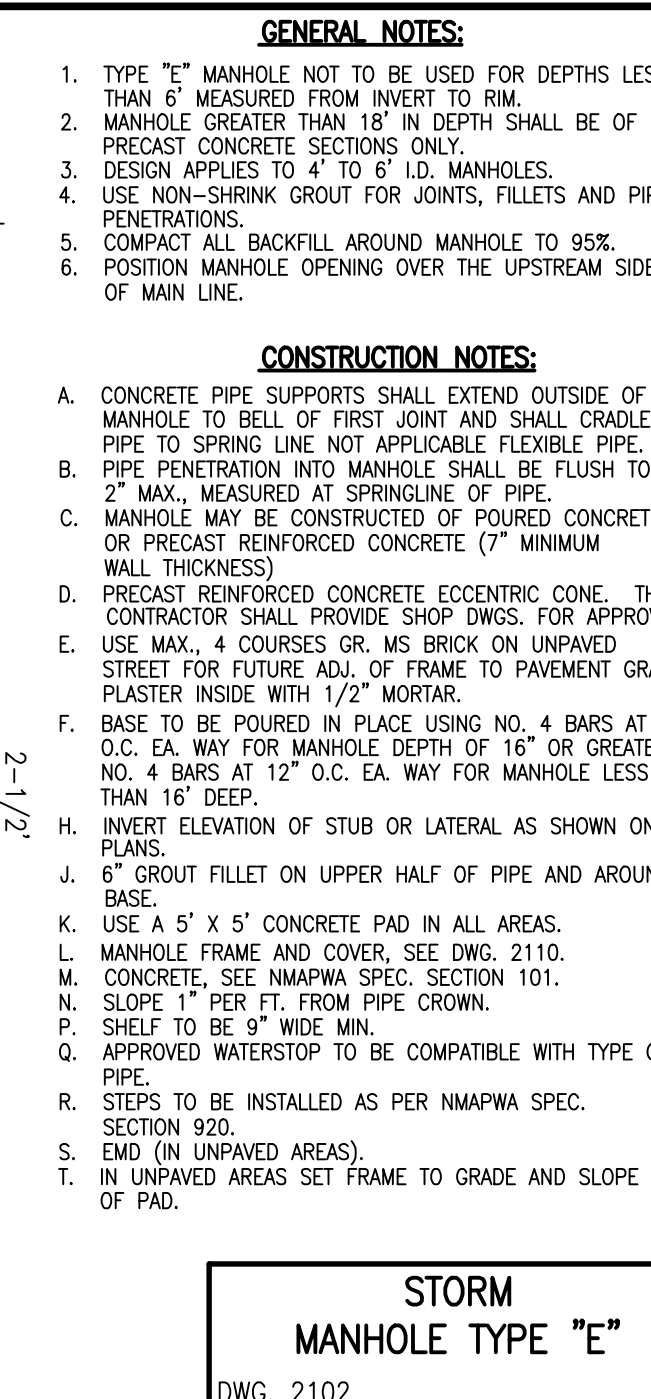 GENERAL NOTES:
1. TYPE "E" MANHOLE NOT TO BE USED FOR DEPTHS
THAN 6' MEASURED FROM INVERT TO RIM.
2. MANHOLE GREATER THAN 18' IN DEPTH SHALL BE OF
PRECAST CONCRETE SECTIONS ONLY.
3. DESIGN APPLIES TO 4' TO 6' I.D. MANHOLES.
4. USE NON-SHRINK GROUT FOR JOINTS, FILLETS AND
PENETRATIONS.
5. COMPACT ALL BACKFILL AROUND MANHOLE TO 95%.
6. POSITION MANHOLE OPENING OVER THE UPSTREAM SIDE
OF MAIN LINE.
CONSTRUCTION NOTES:
A. CONCRETE PIPE SUPPORTS SHALL EXTEND OUTSIDE OF
MANHOLE TO BELL OF FIRST JOINT AND SHALL CRADLE
PIPE TO SPRING LINE NOT APPLICABLE FLEXIBLE PIPE.
B. PIPE PENETRATION INTO MANHOLE SHALL BE FLUSH TO
2" MAX., MEASURED AT SPRINGLINE OF PIPE.
C. MANHOLE MAY BE CONSTRUCTED OF POURED
OR PRECAST REINFORCED CONCRETE (7" MINIMUM
WALL THICKNESS)
D. PRECAST REINFORCED CONCRETE ECCENTRIC CONE.
CONTRACTOR SHALL PROVIDE SHOP DWGS. FOR
E. USE MAX., 4 COURSES GR. MS BRICK ON UNPAVED
STREET FOR FUTURE ADJ. OF FRAME TO PAVEMENT
PLASTER INSIDE WITH 1/2" MORTAR.
F. BASE TO BE POURED IN PLACE USING NO. 4 BARS AT
O.C. EA. WAY FOR MANHOLE DEPTH OF 16" OR
NO. 4 BARS AT 12" O.C. EA. WAY FOR MANHOLE LESS
THAN 16' DEEP.
2-1/2'
H. INVERT ELEVATION OF STUB OR LATERAL AS SHOWN ON
PLANS.
J. 6" GROUT FILLET ON UPPER HALF OF PIPE AND
BASE.
K. USE A 5' X 5' CONCRETE PAD IN ALL AREAS.
L. MANHOLE FRAME AND COVER, SEE DWG. 2110.
M. CONCRETE, SEE NMAPWA SPEC. SECTION 101.
N. SLOPE 1" PER FT. FROM PIPE CROWN.
P. SHELF TO BE 9" WIDE MIN.
Q. APPROVED WATERSTOP TO BE COMPATIBLE WITH TYPE
PIPE.
R. STEPS TO BE INSTALLED AS PER NMAPWA SPEC.
SECTION 920.
S. EMD (IN UNPAVED AREAS).
T. IN UNPAVED AREAS SET FRAME TO GRADE AND SLOPE
OF PAD.
STORM
MANHOLE TYPE "E"
DWG. 2102